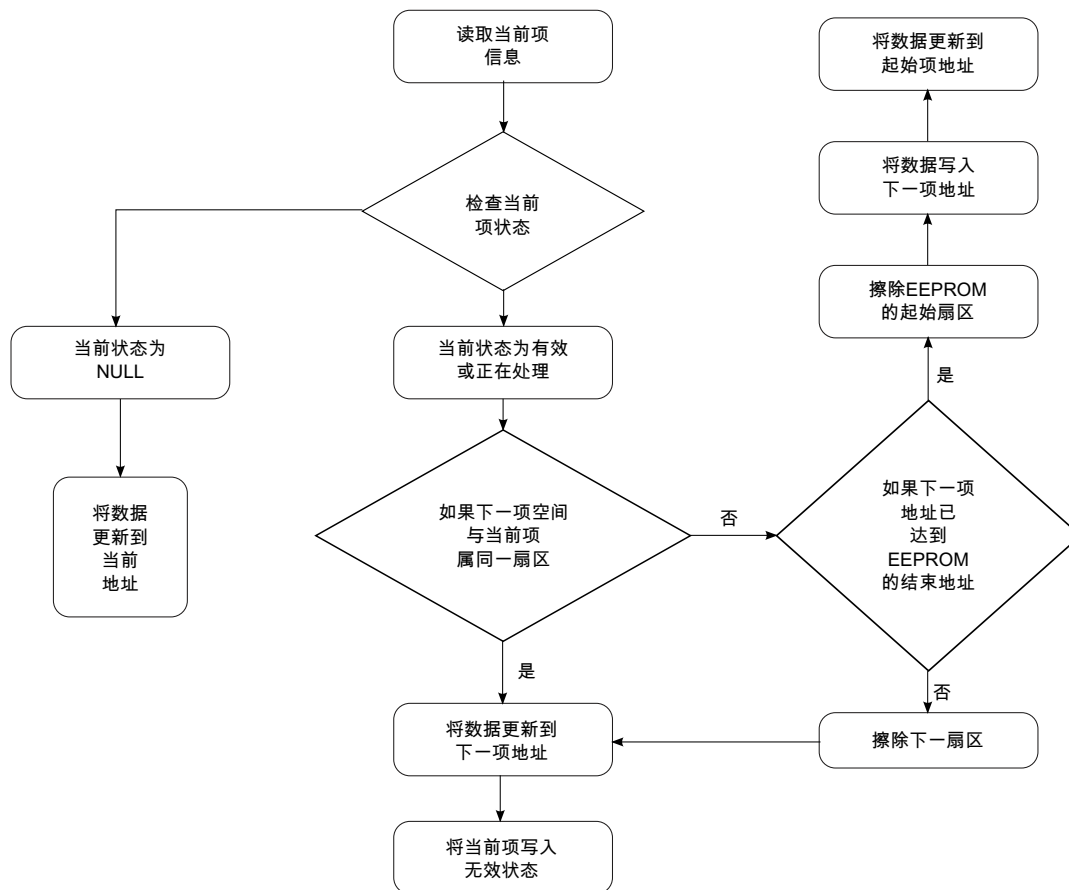 读取当前项
信息
检查当前
项状态
当前状态为
NULL
将数据
更新到
当前
地址
当前状态为有效
或正在处理
如果下一项空间
与当前项
属同一扇区
否
是
将数据更新到
下一项地址
将当前项写入
无效状态
将数据更新到
起始项地址
将数据写入
下一项地址
擦除EEPROM
的起始扇区
是
如果下一项
地址已
达到
EEPROM
的结束地址
否
擦除下一扇区